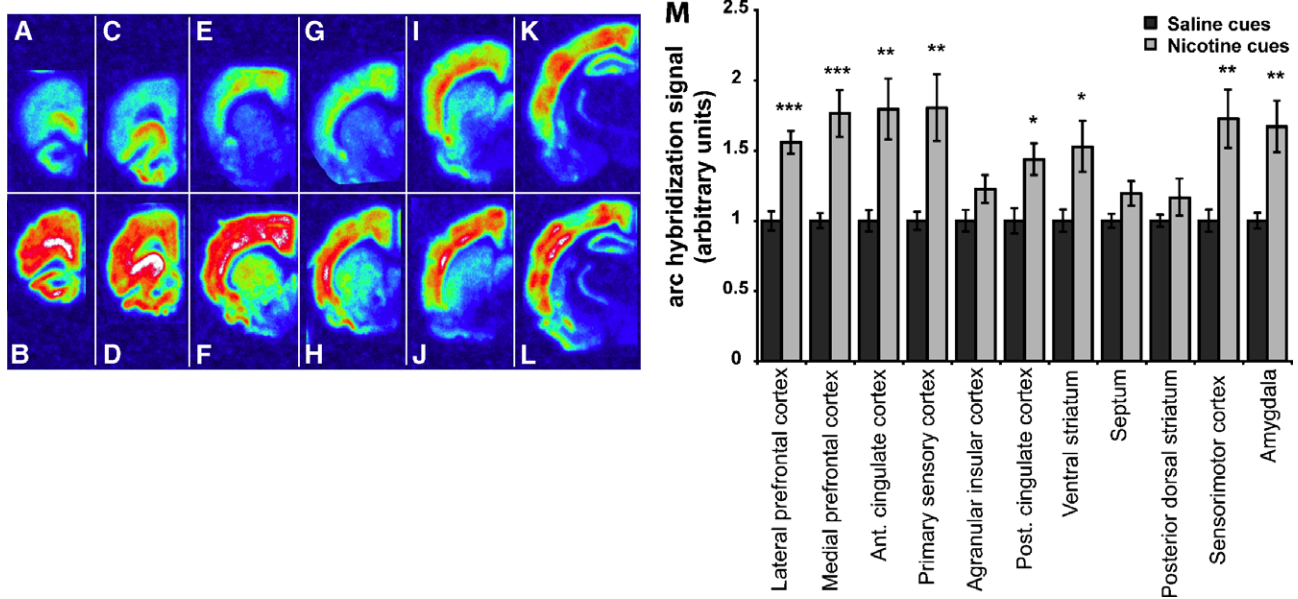 A C E G I K
B D F H J L
M
arc hybridization signal
(arbitrary units)
2.5
2
1.5
1
0.5
0
Saline cues
Nicotine cues
*** *** ** ** * * ** **
Lateral prefrontal cortex
Medial prefrontal cortex
Ant. cingulate cortex
Primary sensory cortex
Agranular insular cortex
Post. cingulate cortex
Ventral striatum
Septum
Posterior dorsal striatum
Sensorimotor cortex
Amygdala